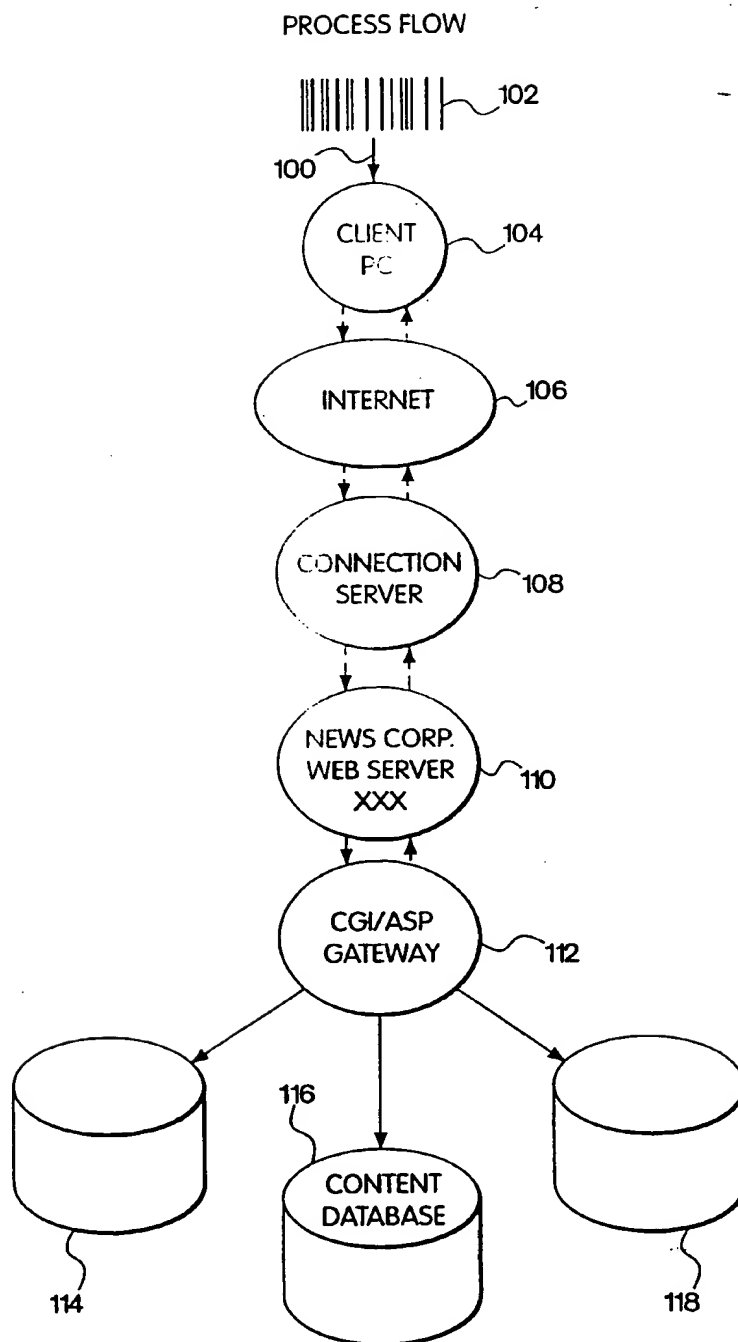 PROCESS FLOW
102
100
CLIENT
PC
104
INTERNET
106
CONNECTION
SERVER
108
NEWS CORP.
WEB SERVER
XXX
110
CGI/ASP
GATEWAY
112
116
CONTENT
DATABASE
114
118